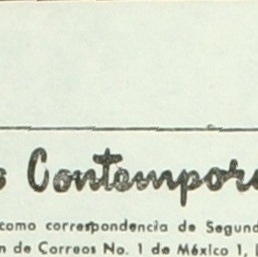 s Contempora
como correspondencia de Segund
n de Correos No. 1 de México 1,